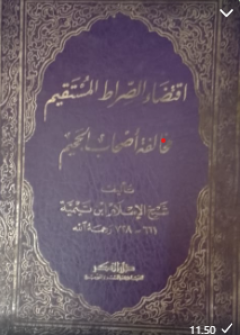 اقتضاء الصراط المستقيم
مخالفة أصحاب الجحيم
تأليف
شيخ الإسلام ابن تيمية
٦٦١ - ٧٢٨ رحمه الله
11.50